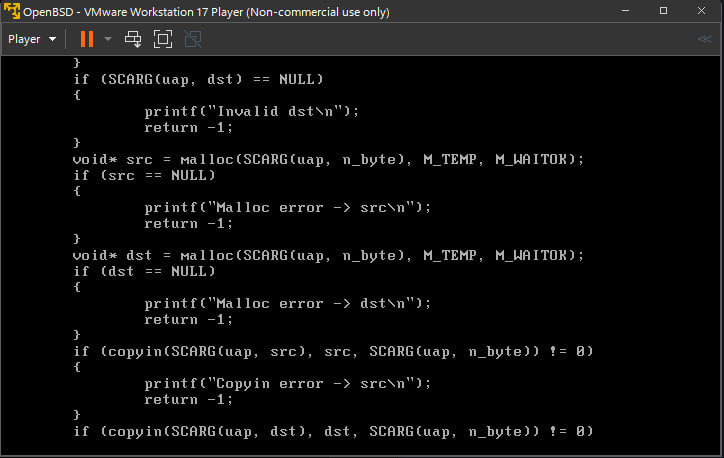 OpenBSD - VMware Workstation 17 Player (Non-commercial use only)
Player
}
if (SCARG(uap, dst) == NULL)
{
printf("Invalid dst\n");
return -1;
}
void* src = malloc(SCARG(uap, n_byte), M_TEMP, M_WAITOK);
if (src == NULL)
{
printf("Malloc error -> src\n");
return -1;
}
void* dst = malloc(SCARG(uap, n_byte), M_TEMP, M_WAITOK);
if (dst == NULL)
{
printf("Malloc error -> dst\n");
return -1;
}
if (copyin(SCARG(uap, src), src, SCARG(uap, n_byte)) != 0)
{
printf("Copyin error -> src\n");
return -1;
}
if (copyin(SCARG(uap, dst), dst, SCARG(uap, n_byte)) != 0)